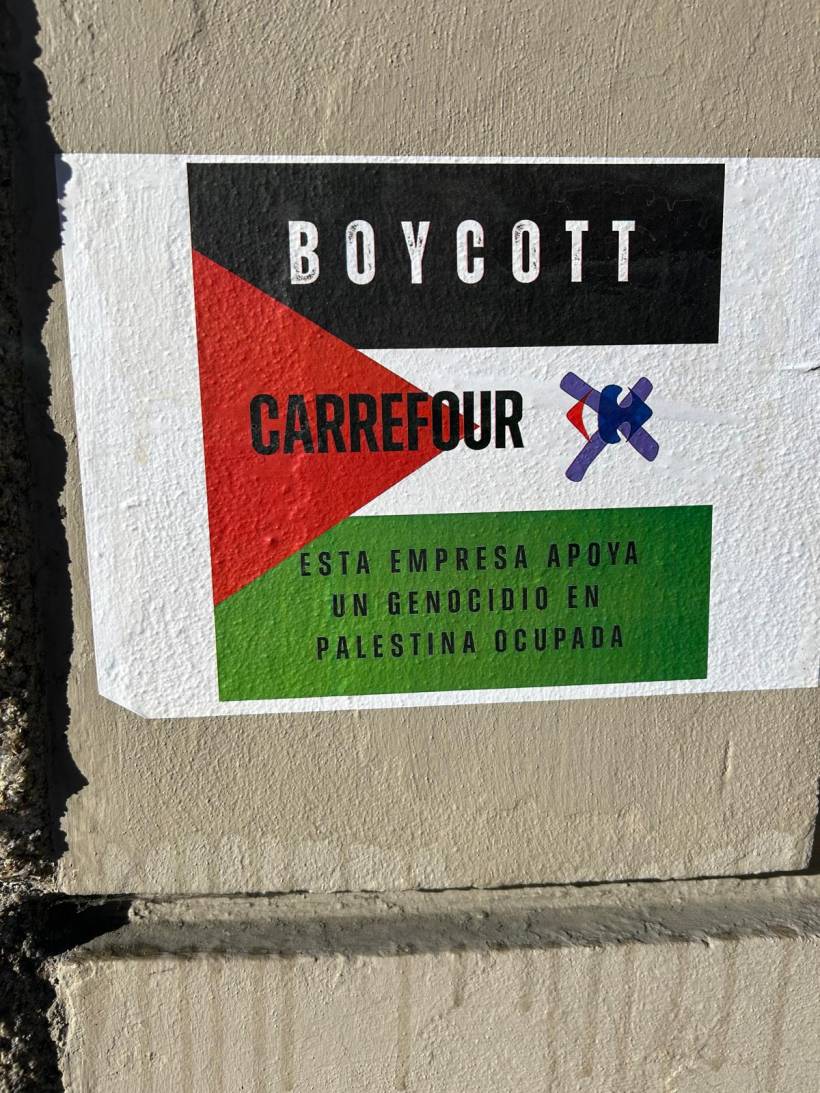 BOYCOTT
CARREFOUR
ESTA EMPRESA APOYA
UN GENOCIDIO EN
PALESTINA OCUPADA